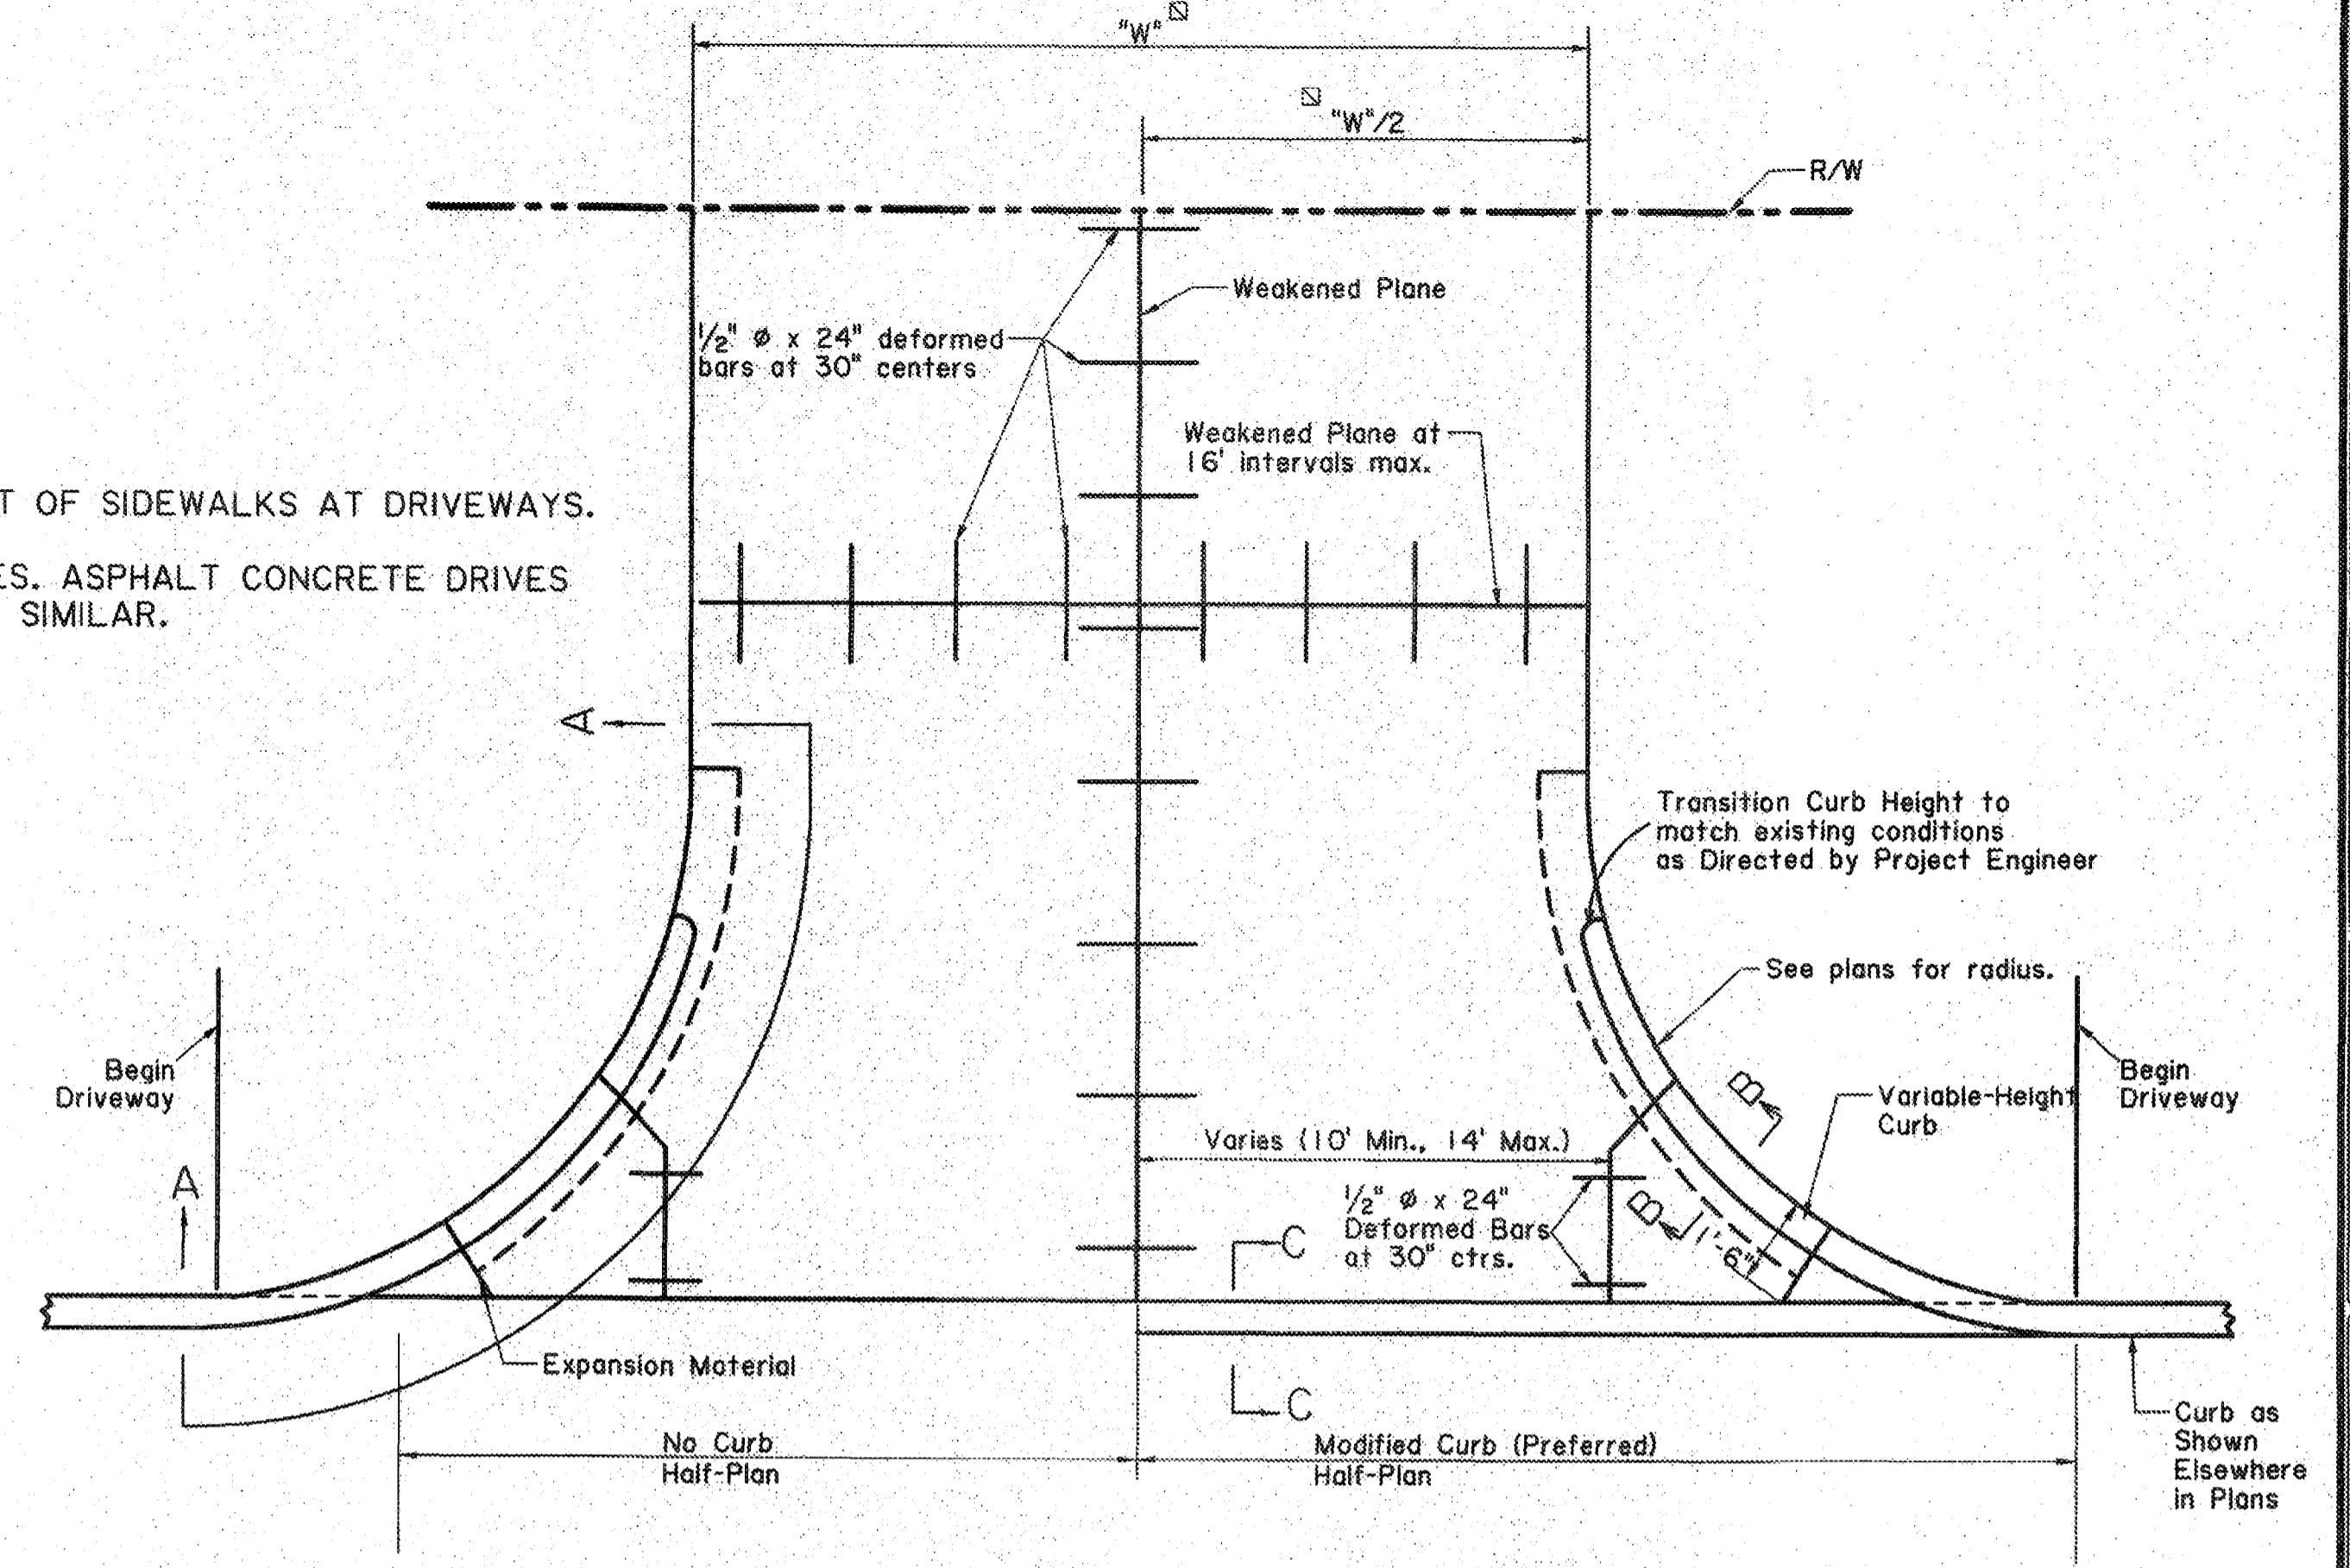 "W"
"W"/2
R/W
Weakened Plane
1/2" ø x 24" deformed
bars at 30" centers
Weakened Plane at
16' intervals max.
T OF SIDEWALKS AT DRIVEWAYS.
ES. ASPHALT CONCRETE DRIVES
SIMILAR.
A
Transition Curb Height to
match existing conditions
as Directed by Project Engineer
See plans for radius.
Begin
Driveway
B
Variable-Height
Curb
Begin
Driveway
A
Varies (10' Min., 14' Max.)
1/2" ø x 24"
Deformed Bars
at 30" ctrs.
B
1'-6"
C
Expansion Material
C
No Curb
Half-Plan
Modified Curb (Preferred)
Half-Plan
Curb as
Shown
Elsewhere
in Plans